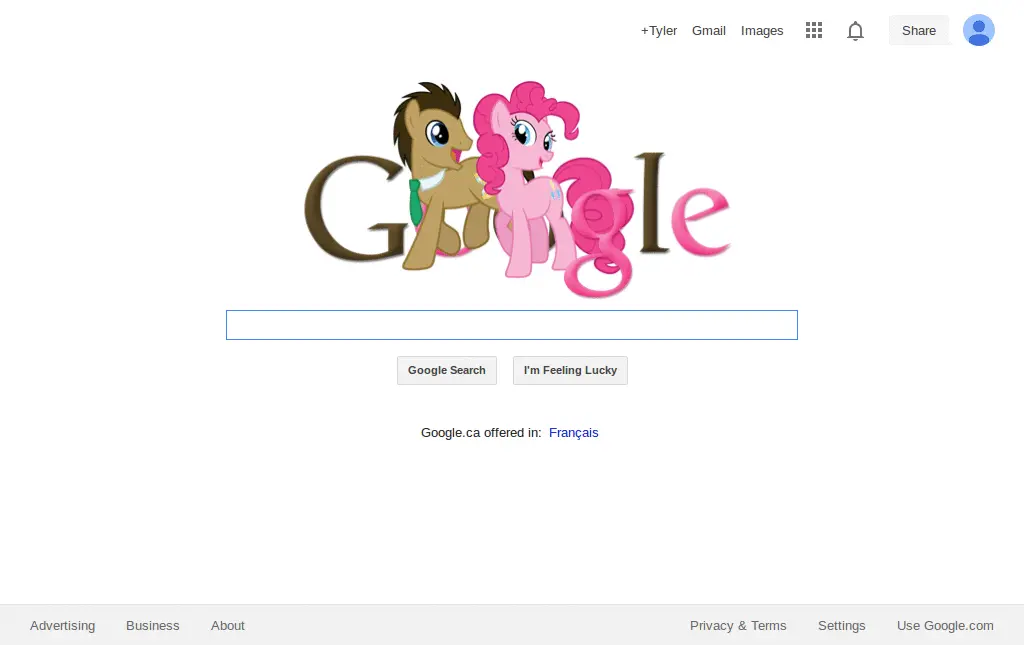 +Tyler Gmail Images Share
Google
Google Search I'm Feeling Lucky
Google.ca offered in: Français
Advertising Business About Privacy & Terms Settings Use Google.com